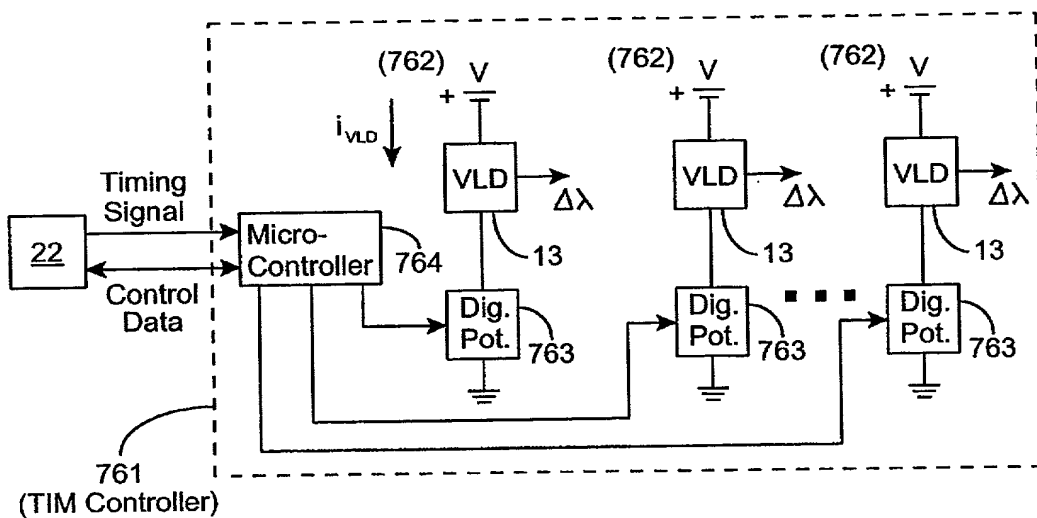 (762) V
+
(762) V
+
(762) V
+
iVLD
VLD
Δλ
VLD
Δλ
VLD
Δλ
Timing
Signal
22
Micro-
Controller
764
13
13
13
Control
Data
Dig.
Pot.
763
Dig.
Pot.
763
Dig.
Pot.
763
761
(TIM Controller)